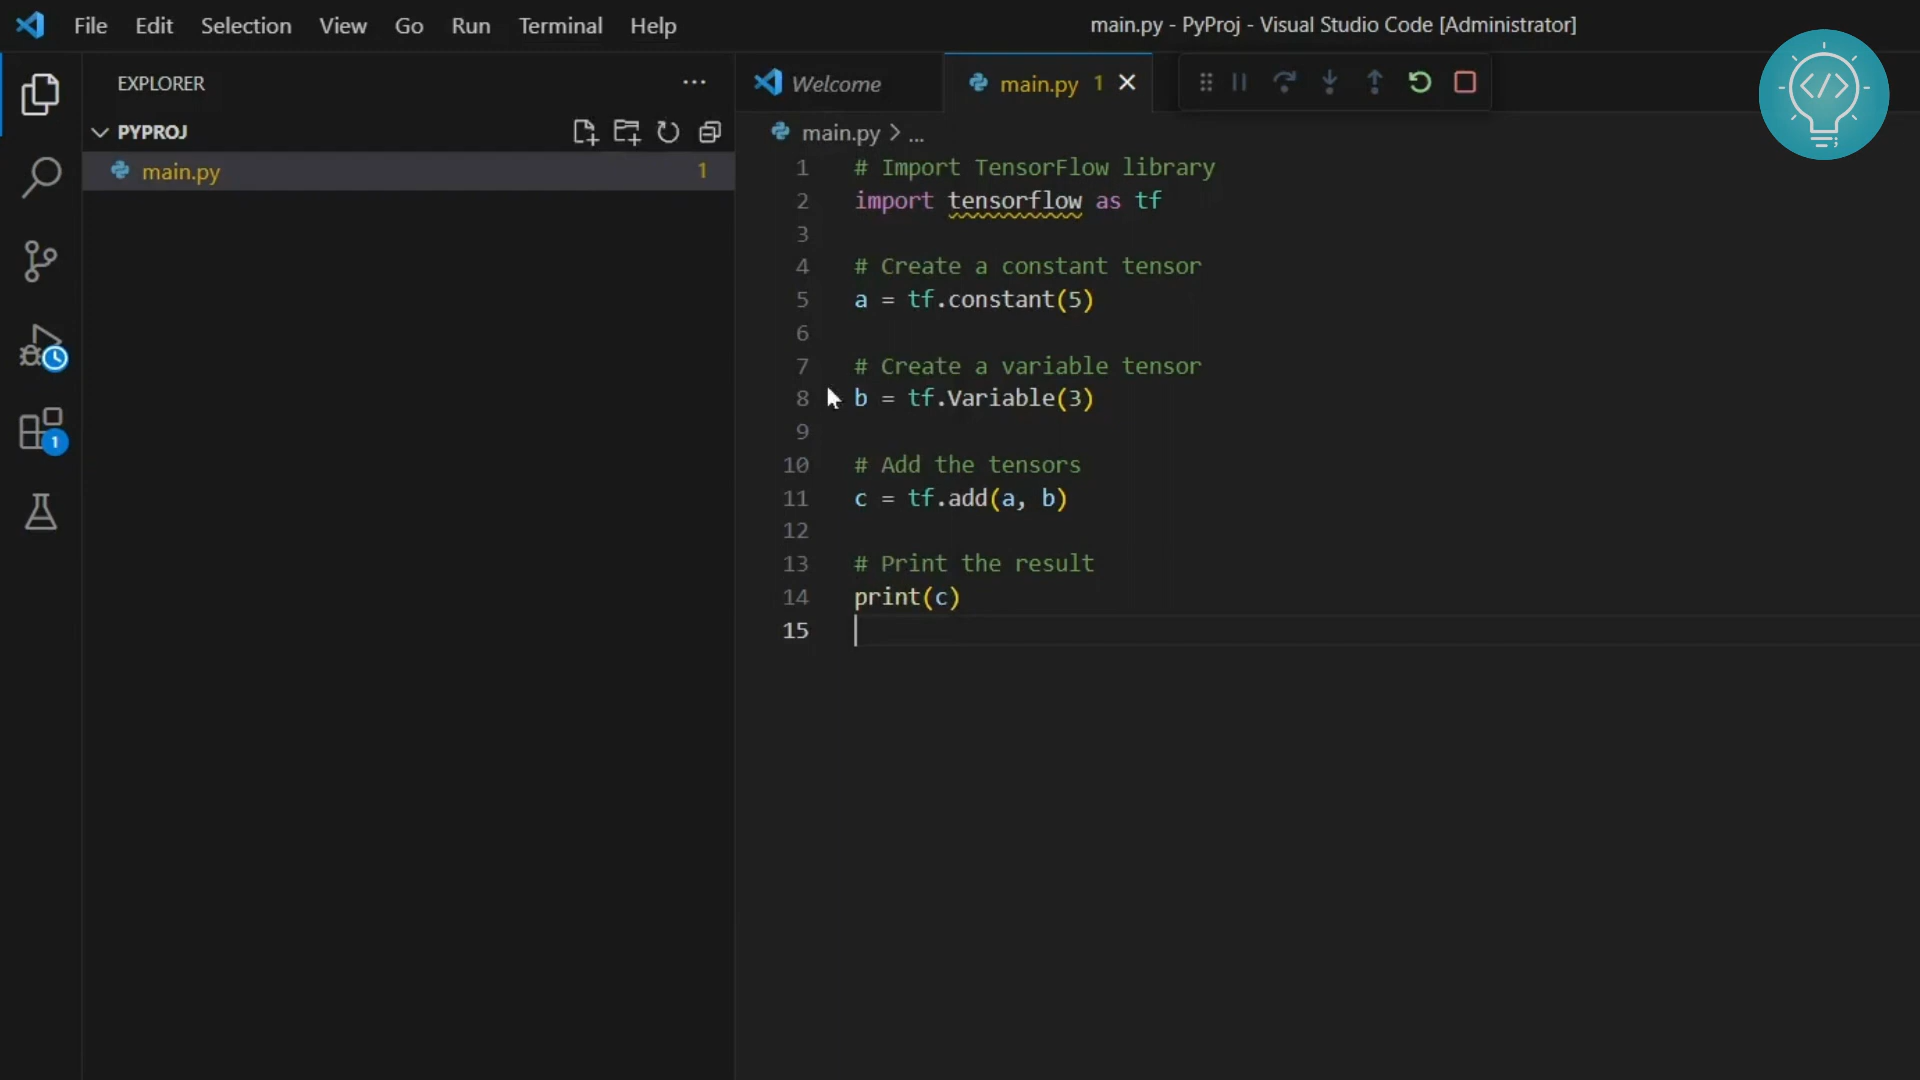 File Edit Selection View Go Run Terminal Help
main.py - PyProj - Visual Studio Code [Administrator]
EXPLORER ...
PYPROJ
main.py 1
1
Welcome
main.py 1
main.py > ...
1 # Import TensorFlow library
2 import tensorflow as tf
3
4 # Create a constant tensor
5 a = tf.constant(5)
6
7 # Create a variable tensor
8 b = tf.Variable(3)
9
10 # Add the tensors
11 c = tf.add(a, b)
12
13 # Print the result
14 print(c)
15
</>
;